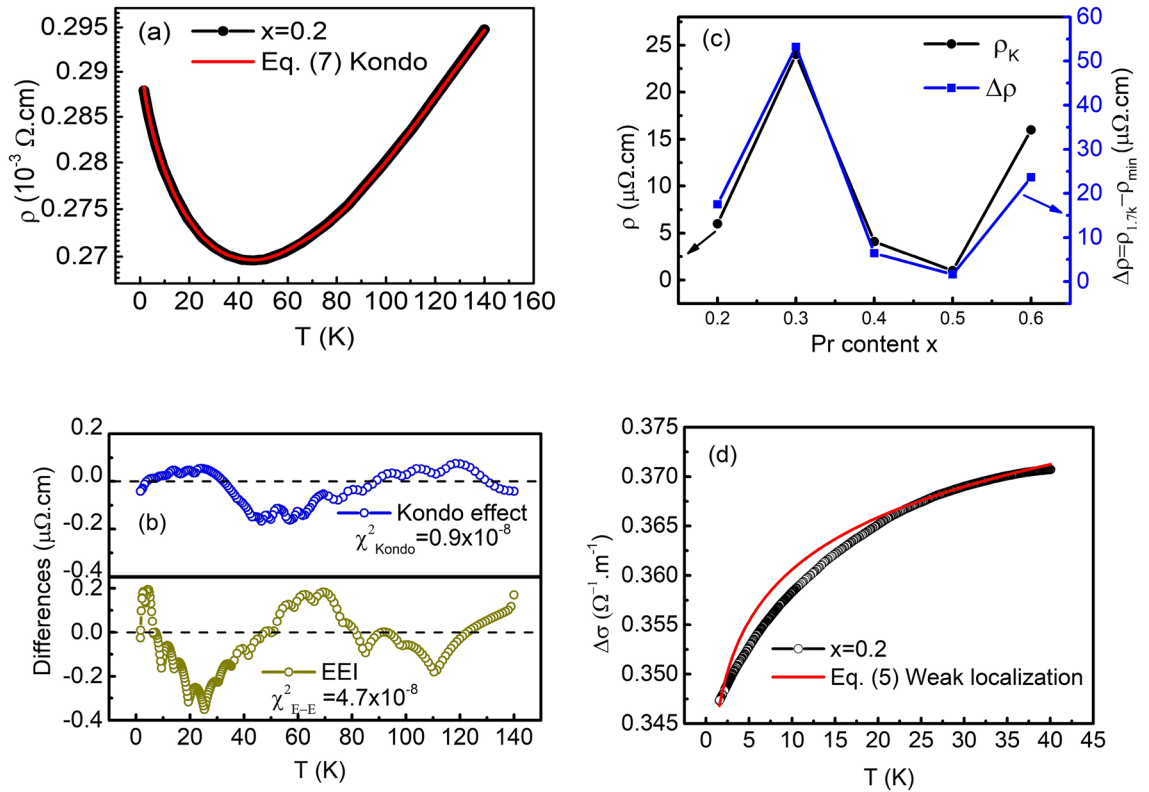 (a)
x=0.2
Eq. (7) Kondo
0.295
0.29
0.285
0.28
0.275
0.27
ρ (10⁻³ Ω.cm)
0 20 40 60 80 100 120 140 160
T (K)
(c)
ρ_K
Δρ
25
20
15
10
5
0
ρ (μΩ.cm)
60
50
40
30
20
10
0
Δρ=ρ_1.7k−ρ_min (μΩ.cm)
0.2 0.3 0.4 0.5 0.6
Pr content x
(b)
0.2
0.0
-0.2
-0.4
Kondo effect
χ²_Kondo=0.9x10⁻⁸
0.2
0.0
-0.2
-0.4
EEI
χ²_E−E=4.7x10⁻⁸
Differences (μΩ.cm)
0 20 40 60 80 100 120 140
T (K)
(d)
0.375
0.370
0.365
0.360
0.355
0.350
0.345
Δσ (Ω⁻¹.m⁻¹)
x=0.2
Eq. (5) Weak localization
0 5 10 15 20 25 30 35 40 45
T (K)